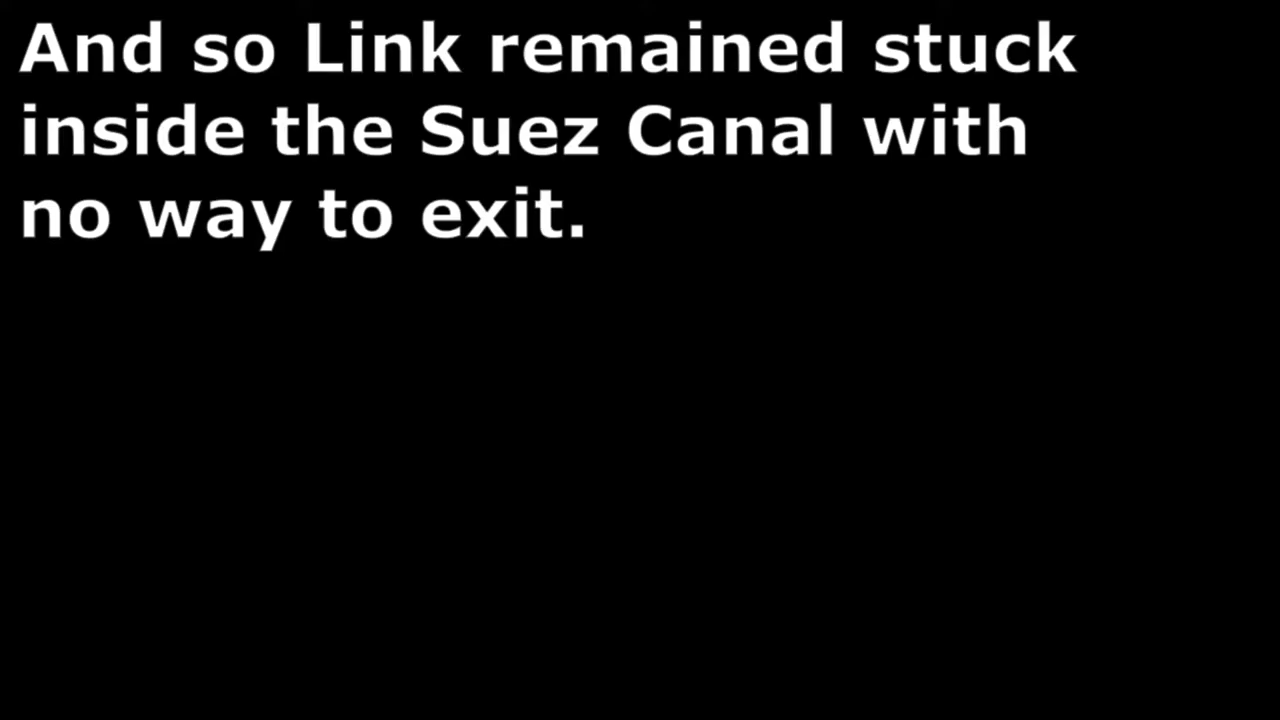 And so Link remained stuck
inside the Suez Canal with
no way to exit.